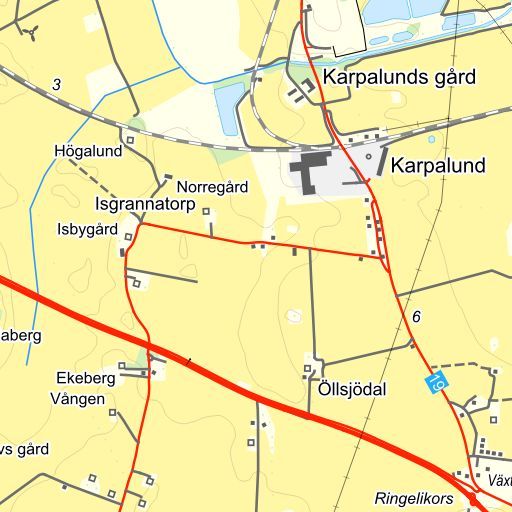 Karpalunds gård
3
Högalund
Karpalund
Norregård
Isgrannatorp
Isbygård
6
aberg
Ekeberg
19
Öllsjödal
Vången
vs gård
Växt
Ringelikors